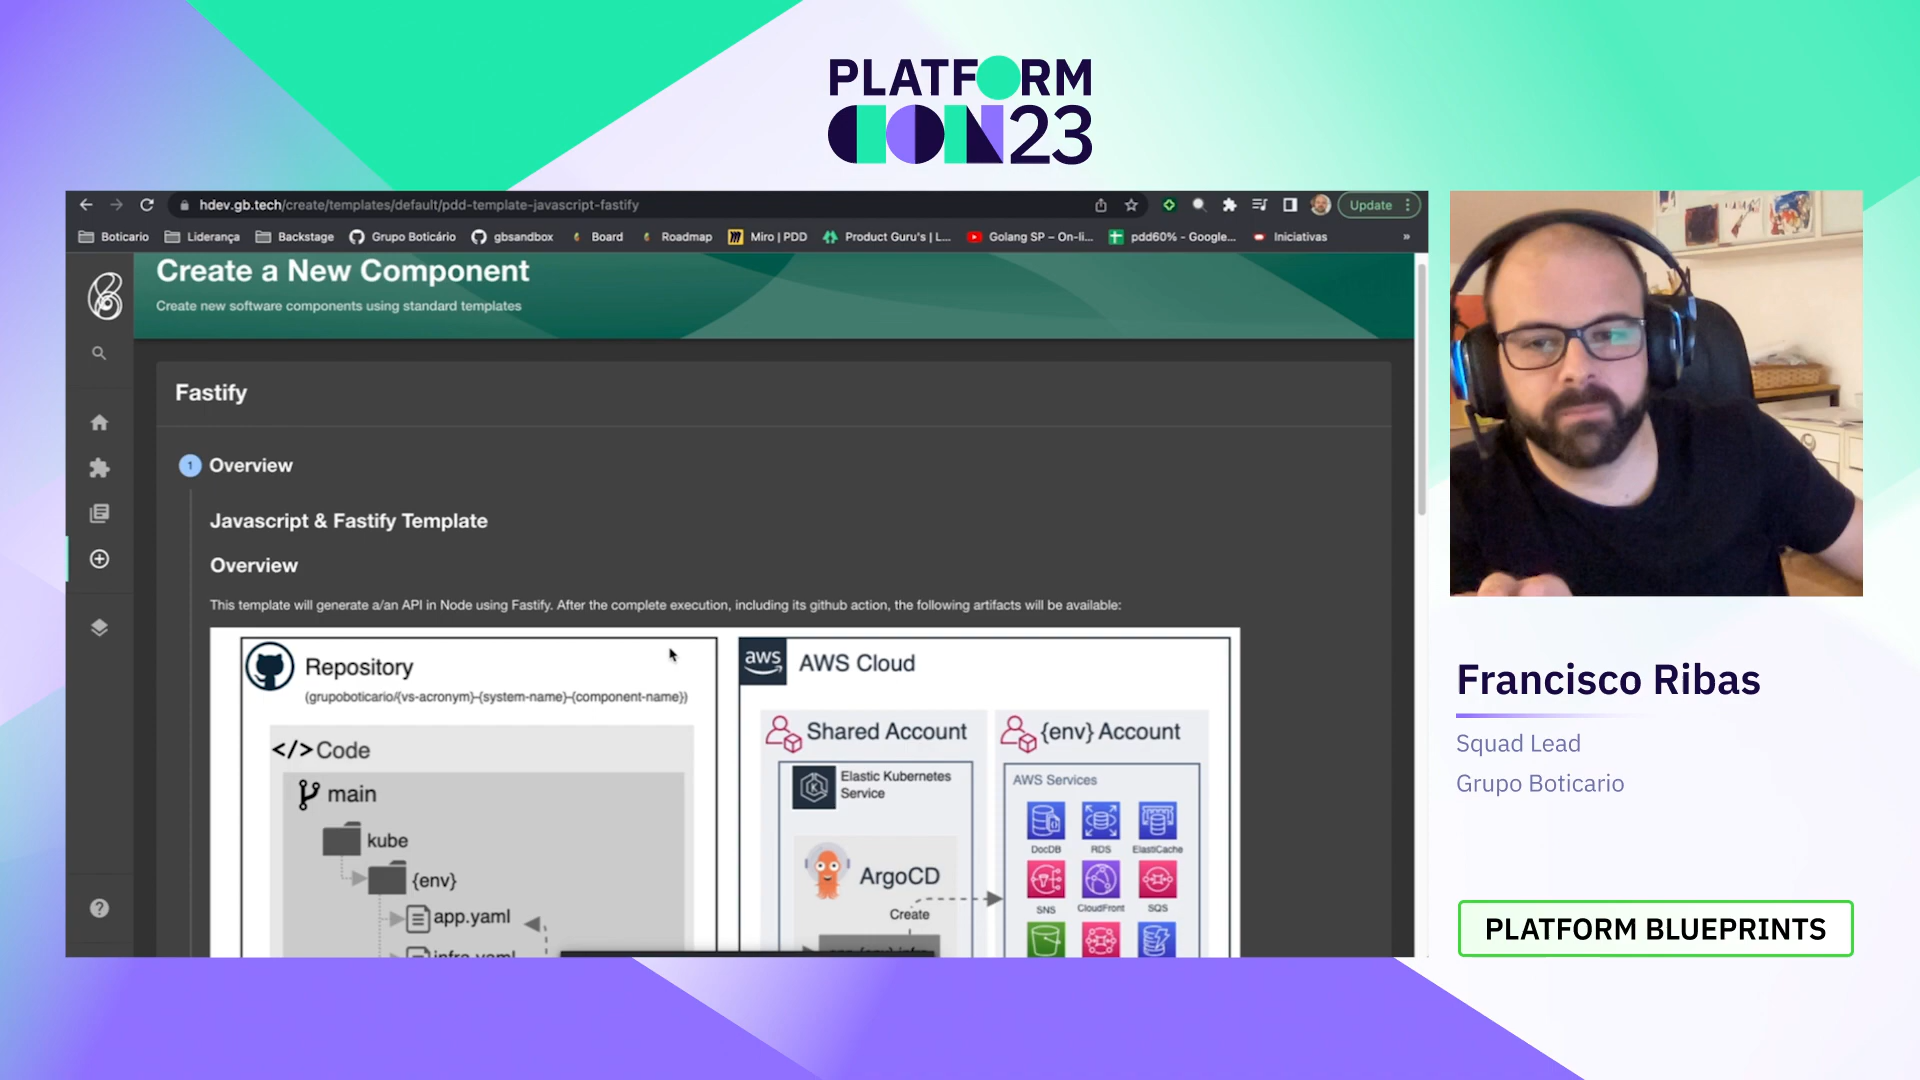 PLATFORM
CON23
hdev.gb.tech/create/templates/default/pdd-template-javascript-fastify
Update
Boticario
Liderança
Backstage
Grupo Boticário
gbsandbox
Board
Roadmap
Miro | PDD
Product Guru's | L...
Golang SP – On-li...
pdd60% - Google...
Iniciativas
»
Create a New Component
Create new software components using standard templates
Fastify
1 Overview
Javascript & Fastify Template
Overview
This template will generate a/an API in Node using Fastify. After the complete execution, including its github action, the following artifacts will be available:
Repository
(grupoboticario/{vs-acronym}-{system-name}-{component-name})
</> Code
main
kube
{env}
app.yaml
infra.yaml
aws AWS Cloud
Shared Account
Elastic Kubernetes
Service
ArgoCD
Create
{env} Account
AWS Services
DocDB
RDS
ElastiCache
SNS
CloudFront
SQS
Francisco Ribas
Squad Lead
Grupo Boticario
PLATFORM BLUEPRINTS